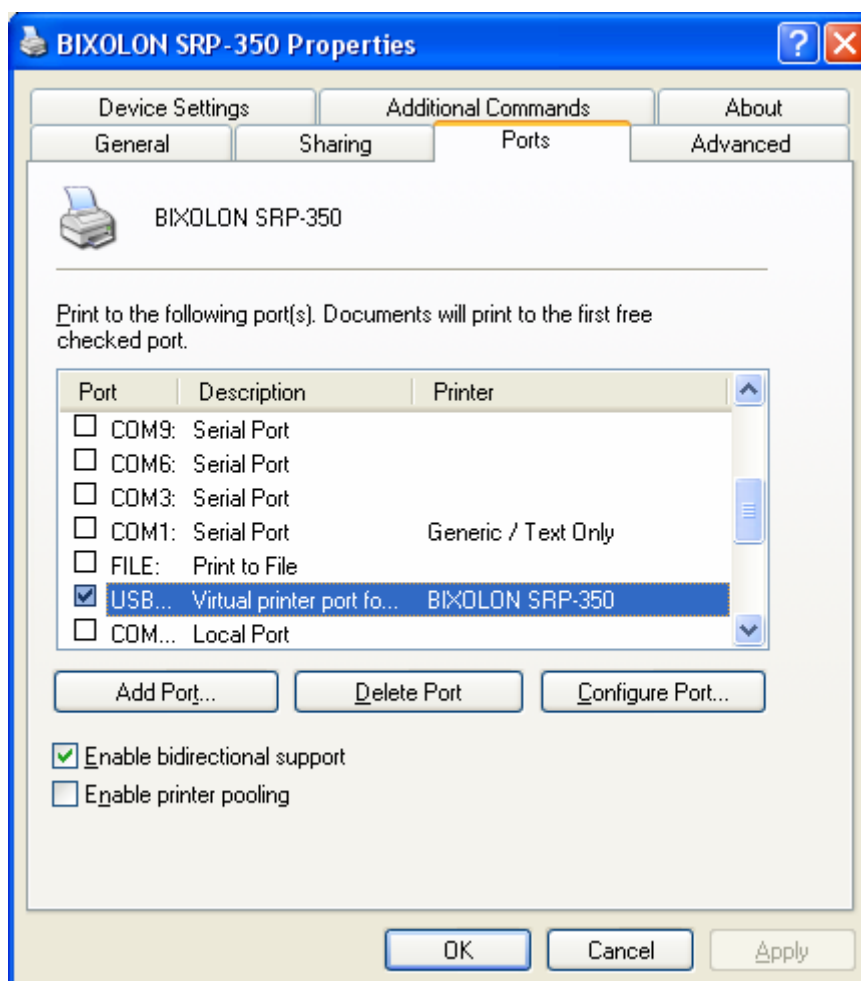 BIXOLON SRP-350 Properties
Device Settings Additional Commands About
General Sharing Ports Advanced
BIXOLON SRP-350
Print to the following port(s). Documents will print to the first free
checked port.
Port Description Printer
COM9: Serial Port
COM6: Serial Port
COM3: Serial Port
COM1: Serial Port Generic / Text Only
FILE: Print to File
USB... Virtual printer port fo... BIXOLON SRP-350
COM... Local Port
Add Port... Delete Port Configure Port...
Enable bidirectional support
Enable printer pooling
OK Cancel Apply